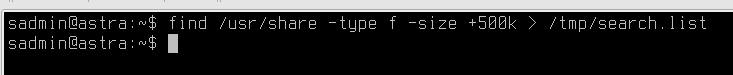 sadmin@astra:~$ find /usr/share -type f -size +500k > /tmp/search.list
sadmin@astra:~$